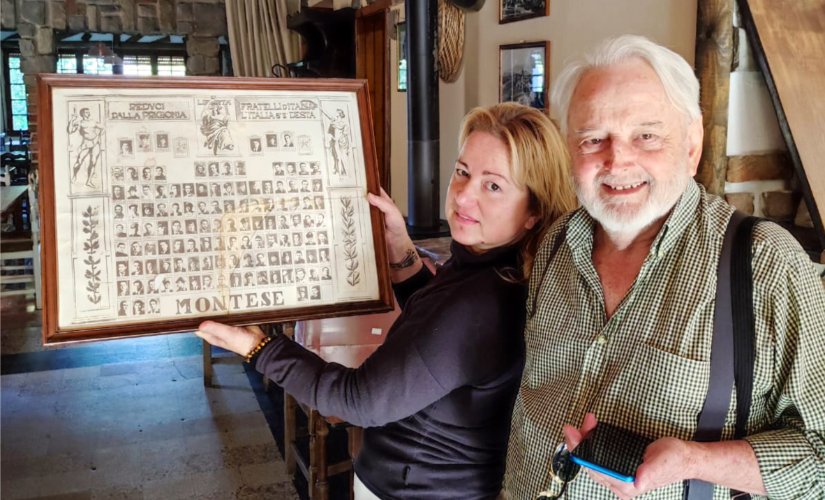 REDUCI
DALLA PRIGIONIA
FRATELLI D'ITALIA
L'ITALIA S'È DESTA
MONTESE